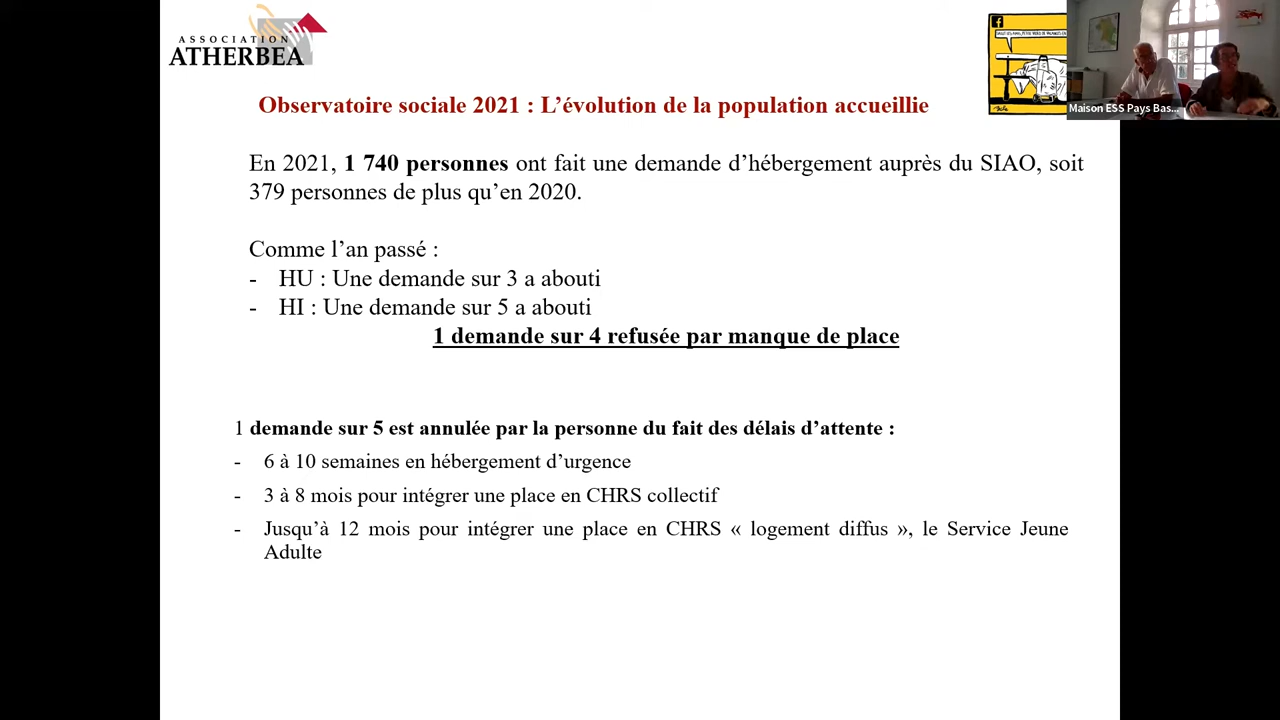 ASSOCIATION
ATHERBEA
Maison ESS Pays Bas...
Observatoire sociale 2021 : L’évolution de la population accueillie
En 2021, 1 740 personnes ont fait une demande d’hébergement auprès du SIAO, soit
379 personnes de plus qu’en 2020.
Comme l’an passé :
- HU : Une demande sur 3 a abouti
- HI : Une demande sur 5 a abouti
1 demande sur 4 refusée par manque de place
1 demande sur 5 est annulée par la personne du fait des délais d’attente :
- 6 à 10 semaines en hébergement d’urgence
- 3 à 8 mois pour intégrer une place en CHRS collectif
- Jusqu’à 12 mois pour intégrer une place en CHRS « logement diffus », le Service Jeune
Adulte